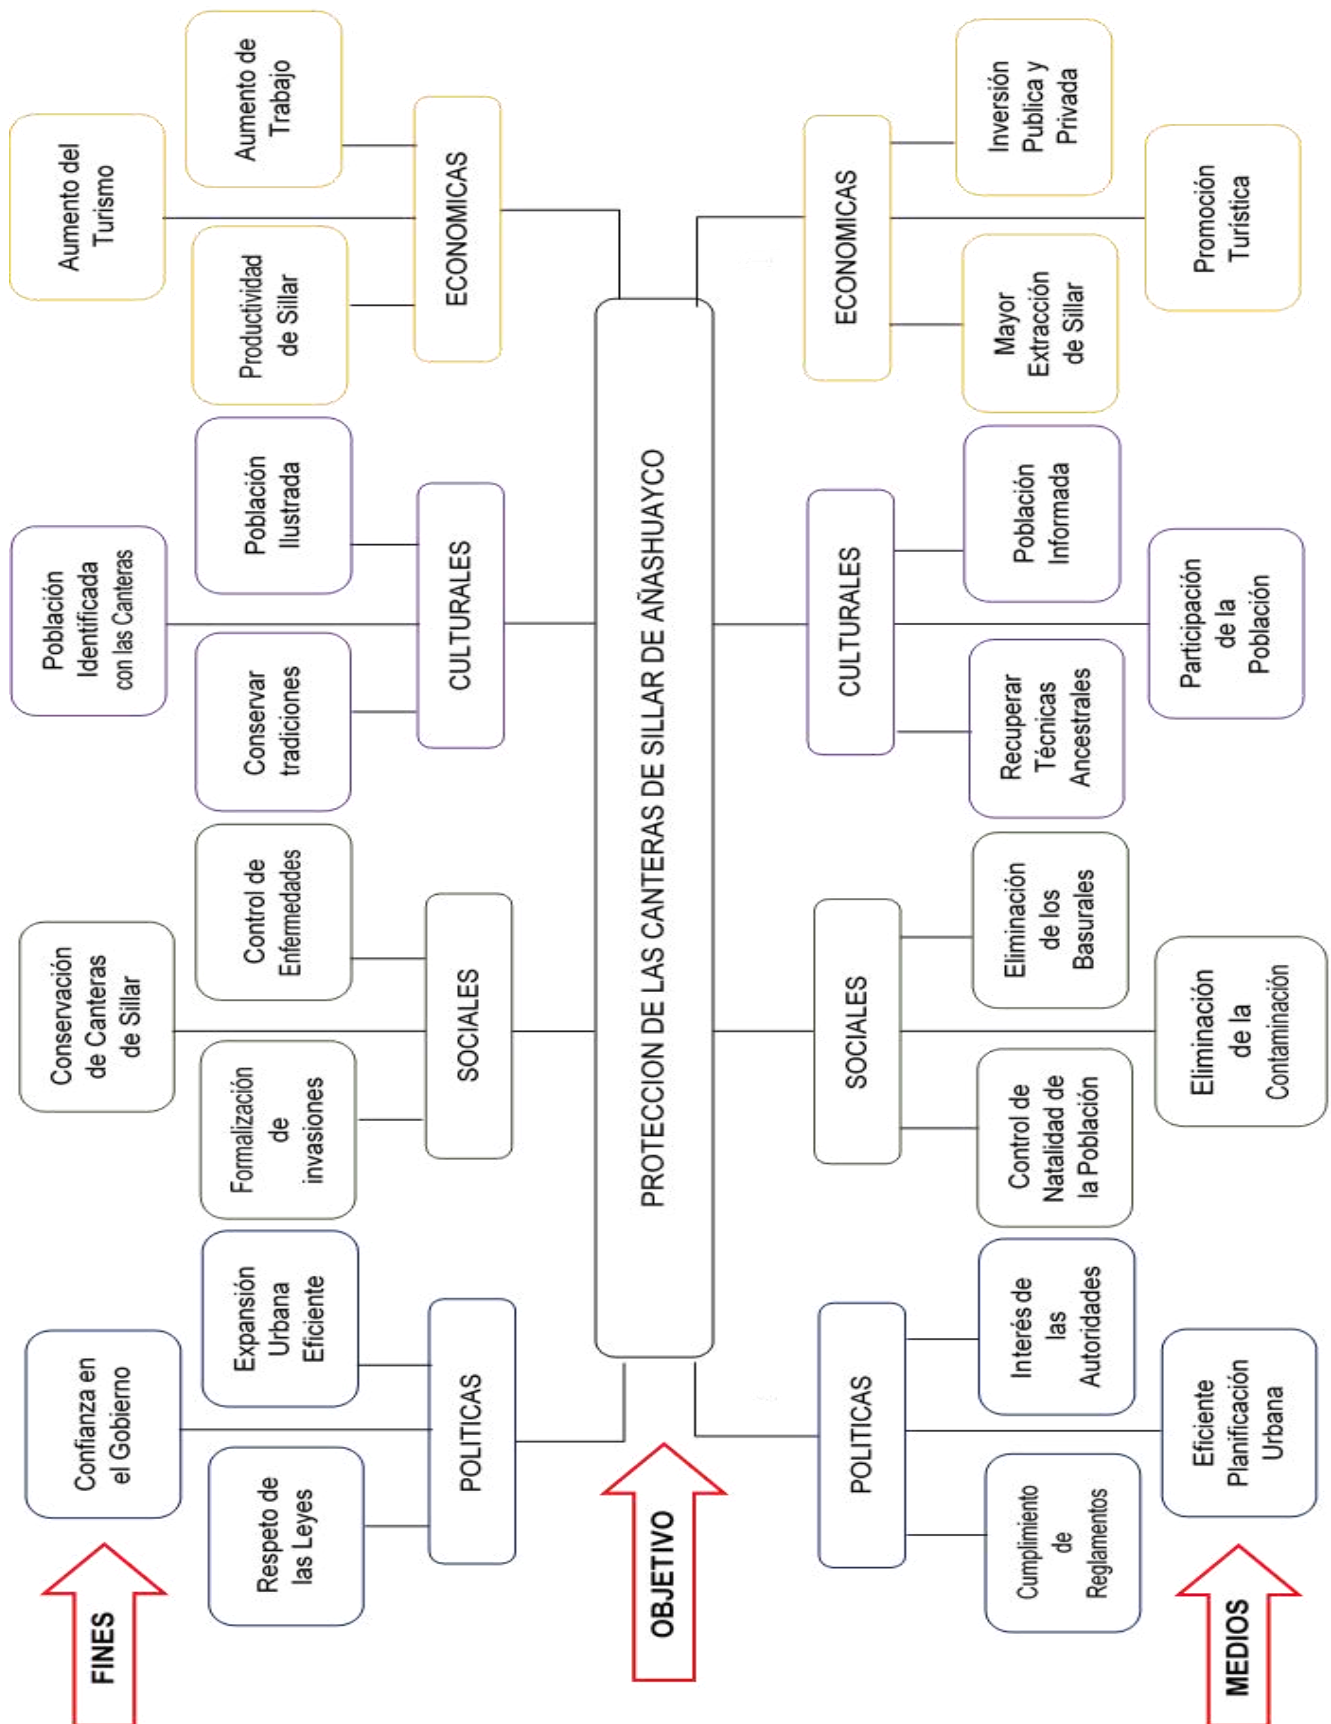 FINES
Confianza en
el Gobierno
Conservación
de Canteras
de Sillar
Población
Identificada
con las Canteras
Aumento del
Turismo
Respeto de
las Leyes
Expansión
Urbana
Eficiente
Formalización
de
invasiones
Control de
Enfermedades
Conservar
tradiciones
Población
Ilustrada
Productividad
de Sillar
Aumento de
Trabajo
POLITICAS
SOCIALES
CULTURALES
ECONOMICAS
OBJETIVO
PROTECCION DE LAS CANTERAS DE SILLAR DE AÑASHUAYCO
POLITICAS
SOCIALES
CULTURALES
ECONOMICAS
Cumplimiento
de
Reglamentos
Interés de
las
Autoridades
Control de
Natalidad de
la Población
Eliminación
de los
Basurales
Recuperar
Técnicas
Ancestrales
Población
Informada
Mayor
Extracción
de Sillar
Inversión
Publica y
Privada
MEDIOS
Eficiente
Planificación
Urbana
Eliminación
de la
Contaminación
Participación
de la
Población
Promoción
Turística